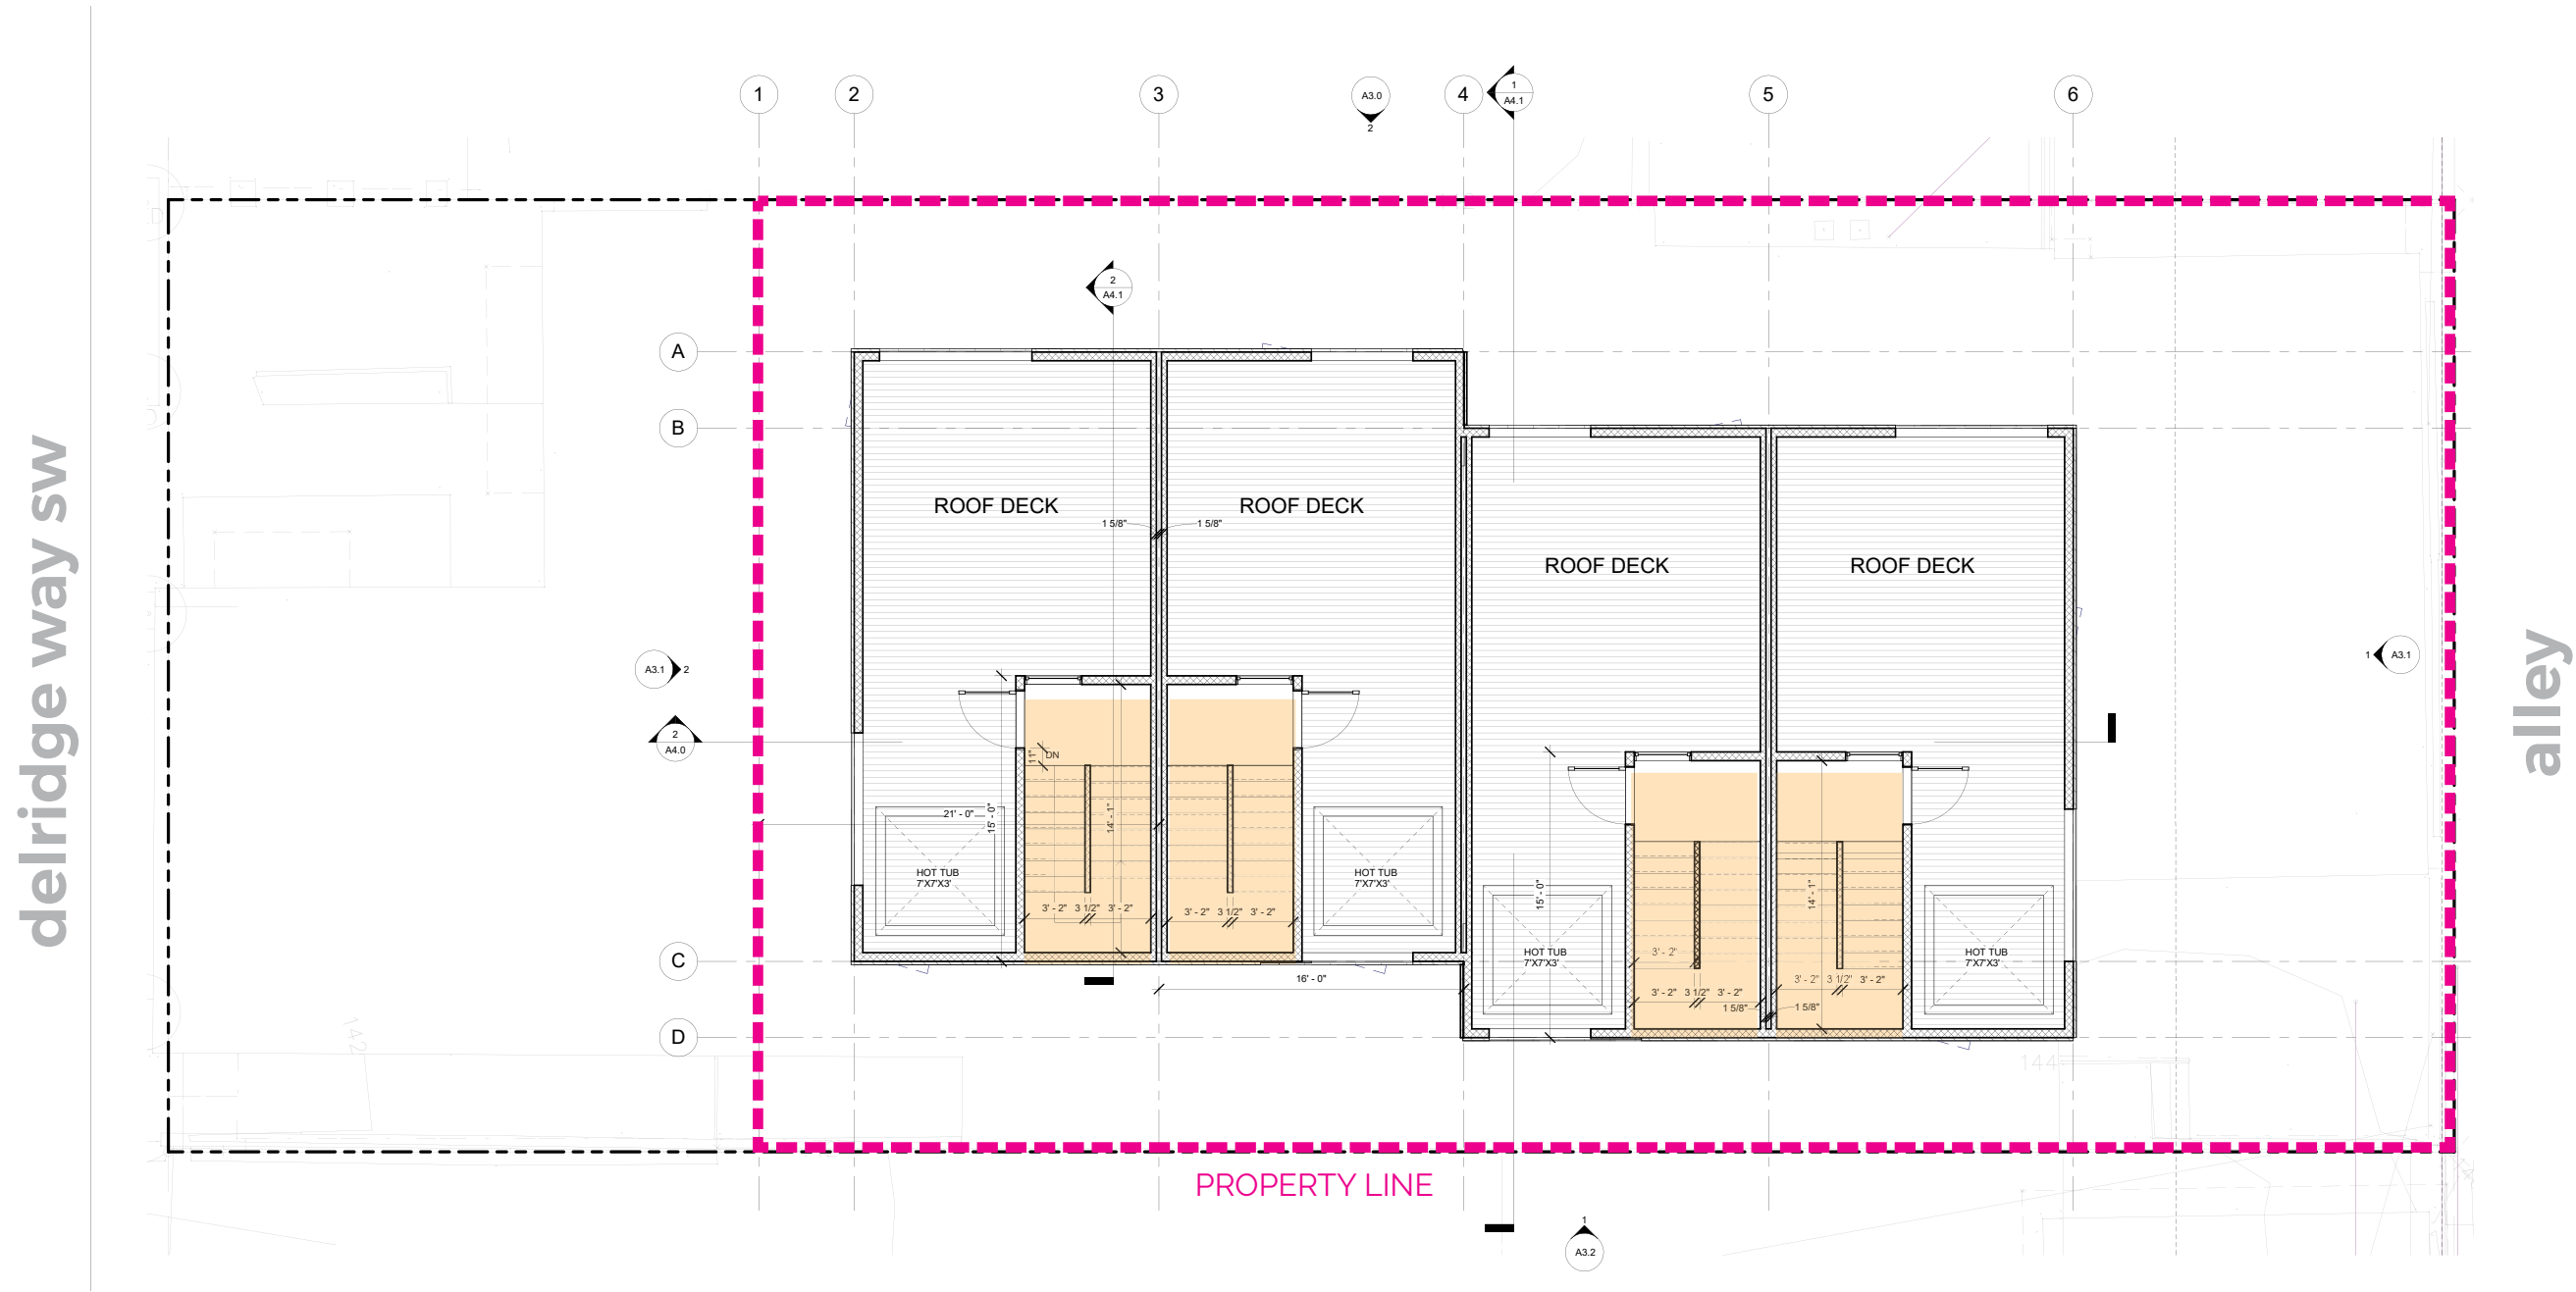 1
2
3
A3.0
2
4
1
A4.1
5
6
2
A4.1
A
B
ROOF DECK
ROOF DECK
1 5/8"
1 5/8"
ROOF DECK
ROOF DECK
delridge way sw
alley
A3.1
2
1
A3.1
2
A4.0
11"
DN
21' - 0"
15' - 0"
14' - 1"
HOT TUB
7'X7'X3'
HOT TUB
7'X7'X3'
3' - 2"
3 1/2"
3' - 2"
3' - 2"
3 1/2"
3' - 2"
15' - 0"
14' - 1"
C
HOT TUB
7'X7'X3'
3' - 2"
HOT TUB
7'X7'X3'
16' - 0"
3' - 2"
3 1/2"
3' - 2"
3' - 2"
3 1/2"
3' - 2"
1 5/8"
1 5/8"
D
142
144
PROPERTY LINE
1
A3.2